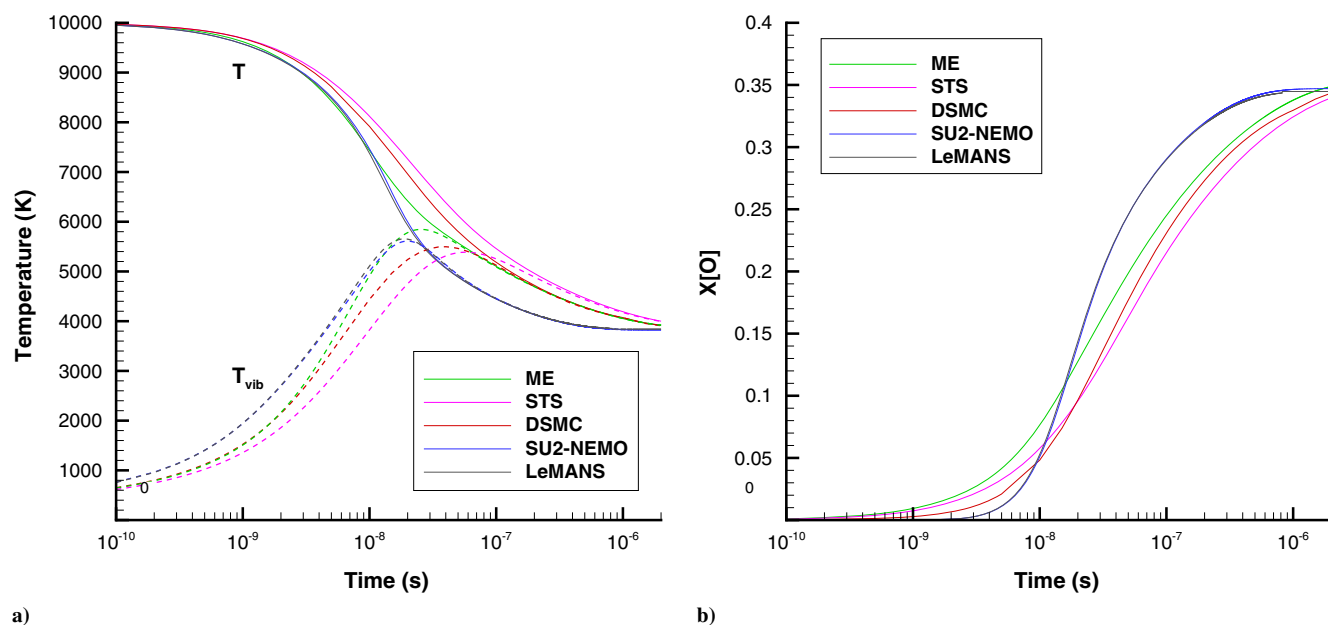 10000
9000
8000
7000
6000
5000
4000
3000
2000
1000
0
Temperature (K)
T
Tvib
ME
STS
DSMC
SU2-NEMO
LeMANS
10-10
10-9
10-8
10-7
10-6
Time (s)
a)
0.4
0.35
0.3
0.25
0.2
0.15
0.1
0.05
0
0
X[O]
ME
STS
DSMC
SU2-NEMO
LeMANS
10-10
10-9
10-8
10-7
10-6
Time (s)
b)